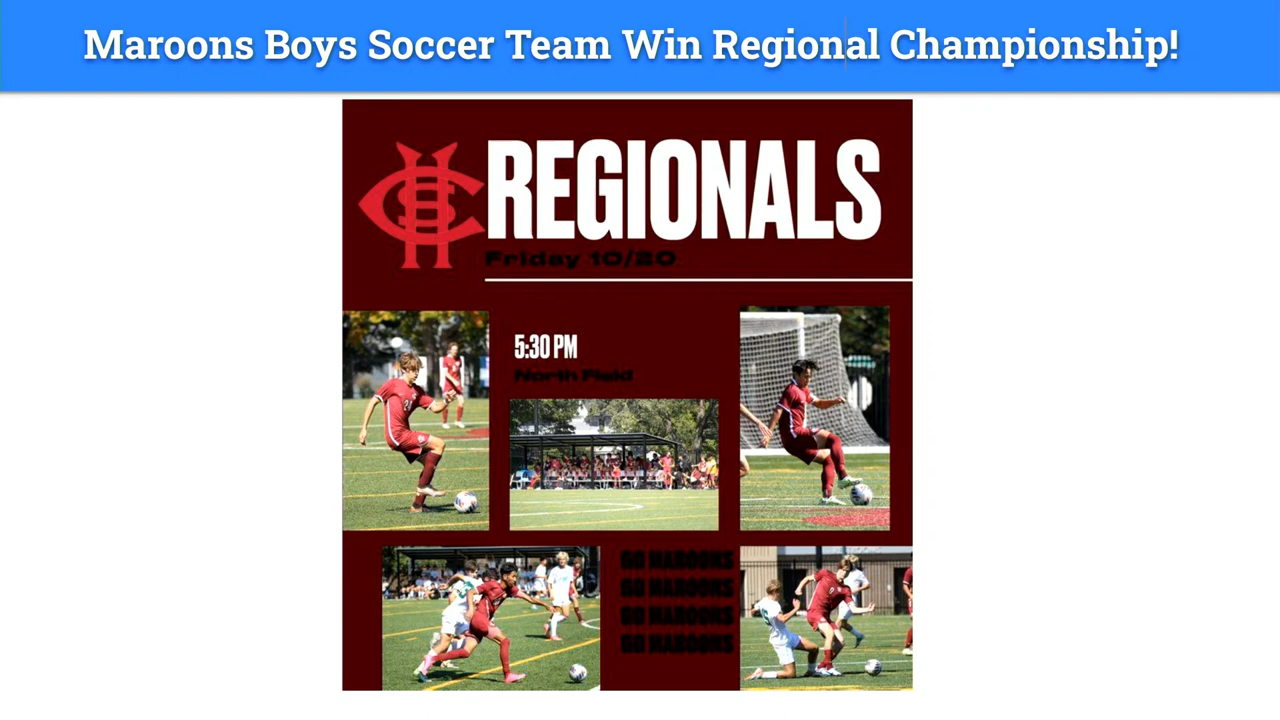 Maroons Boys Soccer Team Win Regional Championship!
REGIONALS
Friday 10/20
5:30 PM
North Field
GO MAROONS
GO MAROONS
GO MAROONS
GO MAROONS